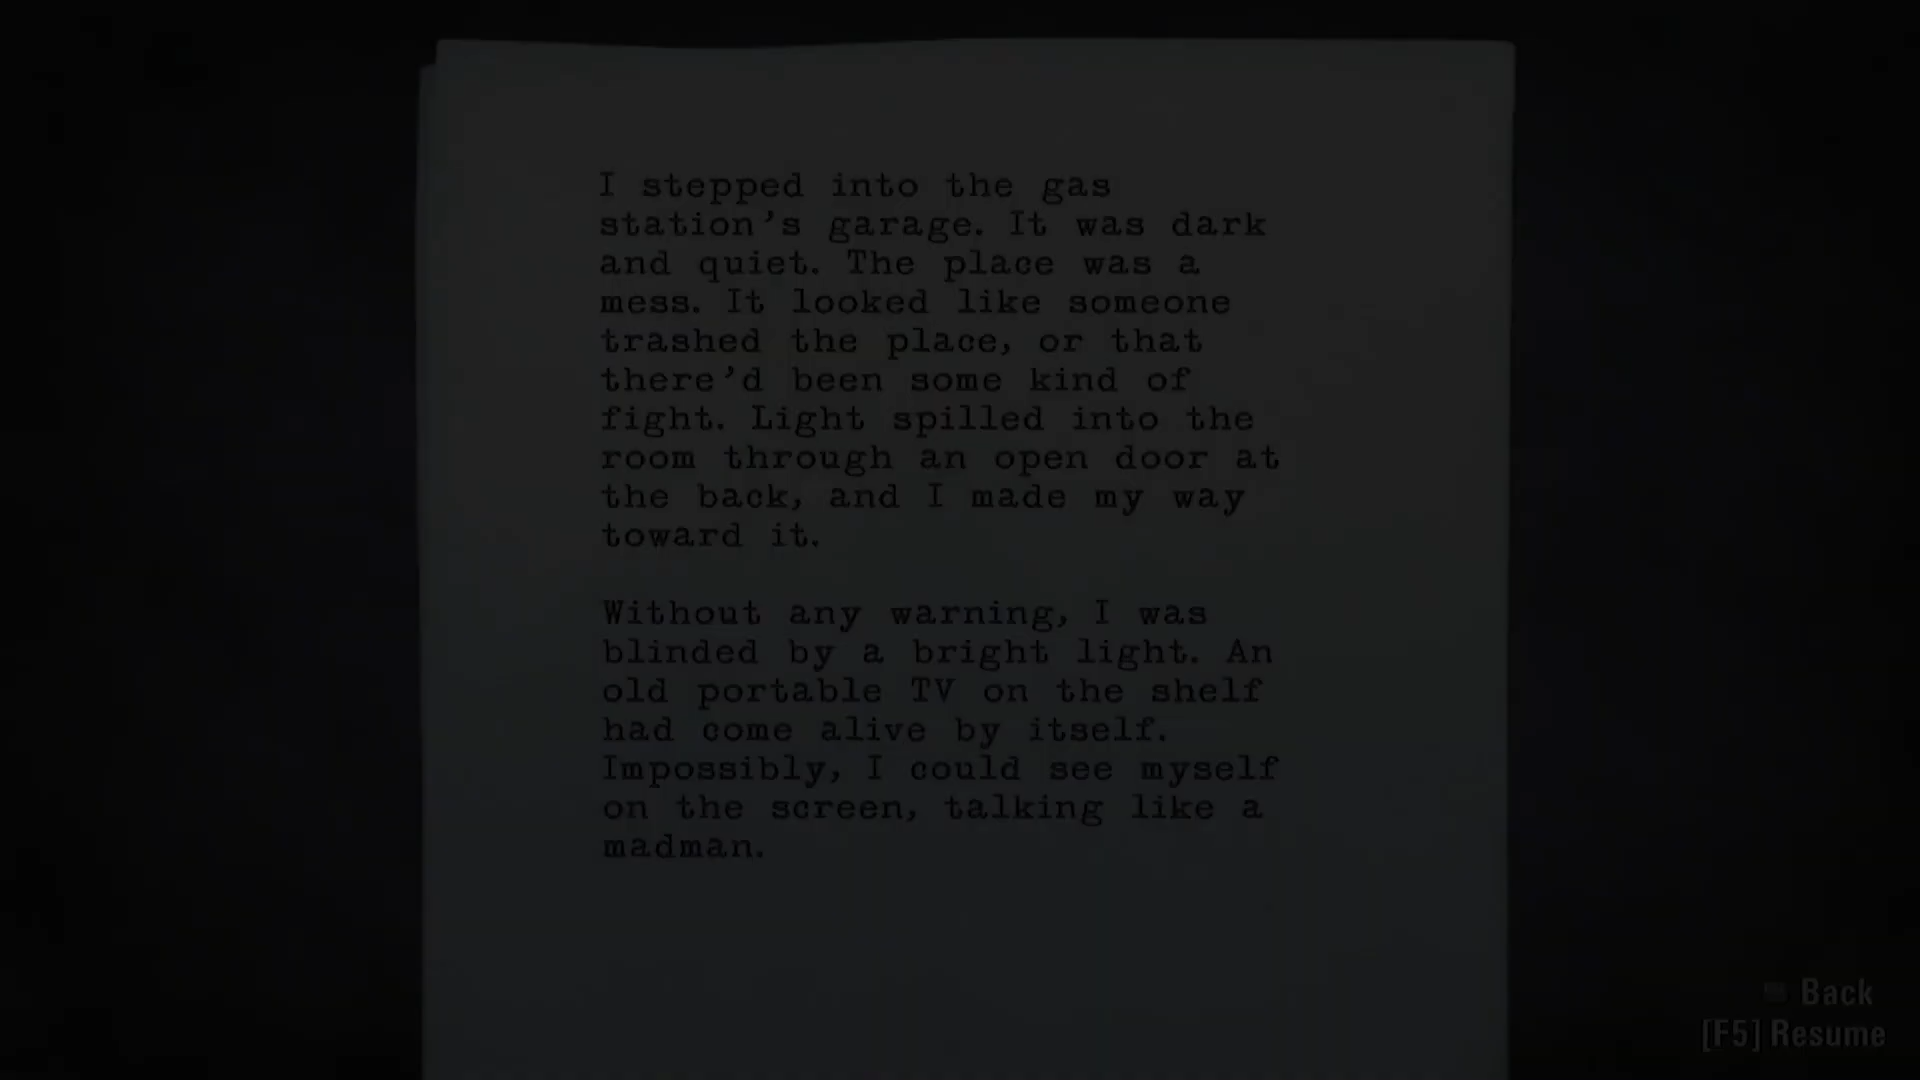 I stepped into the gas
station’s garage. It was dark
and quiet. The place was a
mess. It looked like someone
trashed the place, or that
there’d been some kind of
fight. Light spilled into the
room through an open door at
the back, and I made my way
toward it.
Without any warning, I was
blinded by a bright light. An
old portable TV on the shelf
had come alive by itself.
Impossibly, I could see myself
on the screen, talking like a
madman.
Back
[F5] Resume